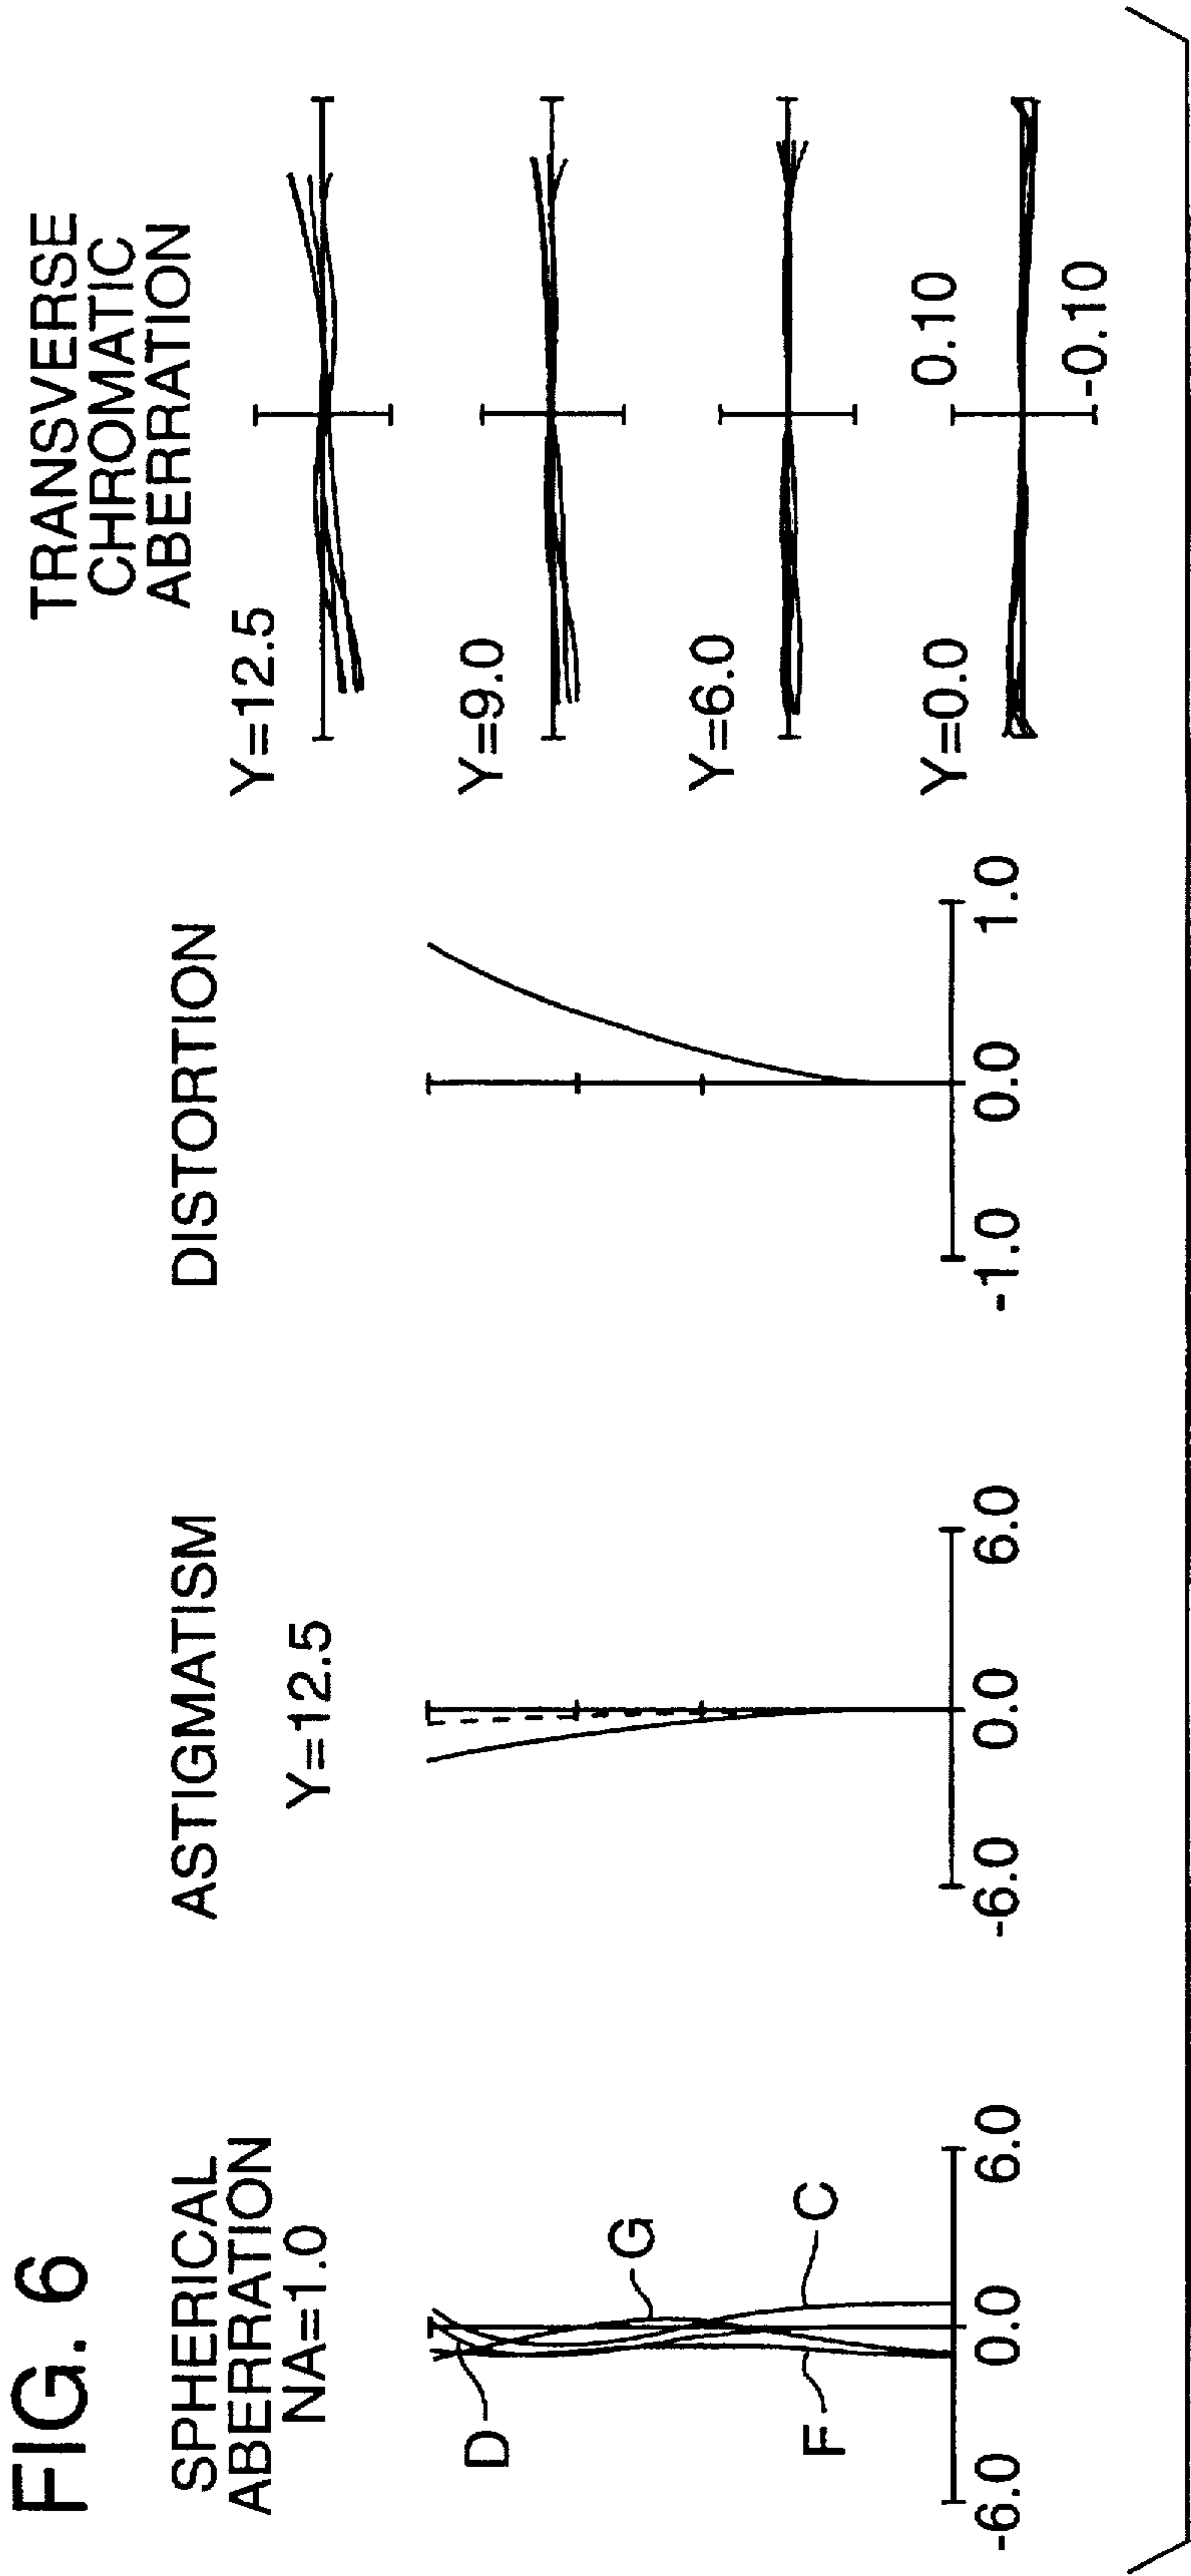 FIG. 6
SPHERICAL
ABERRATION
NA=1.0
D
G
F
C
-6.0
0.0
6.0
ASTIGMATISM
Y=12.5
-6.0
0.0
6.0
DISTORTION
-1.0
0.0
1.0
TRANSVERSE
CHROMATIC
ABERRATION
Y=12.5
Y=9.0
Y=6.0
Y=0.0
0.10
-0.10